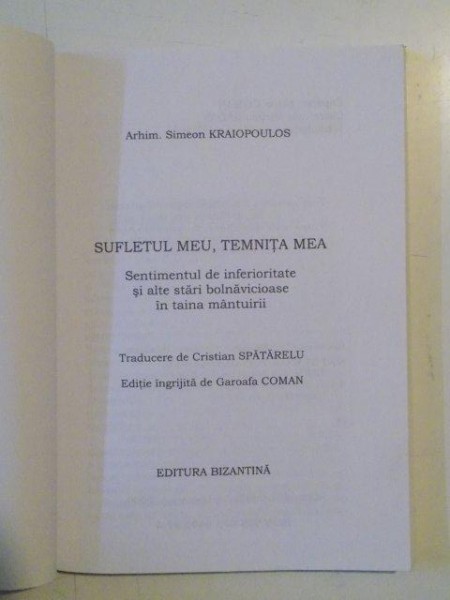 Arhim. Simeon KRAIOPOULOS
SUFLETUL MEU, TEMNIȚA MEA
Sentimentul de inferioritate
și alte stări bolnăvicioase
în taina mântuirii
Traducere de Cristian SPĂTĂRELU
Ediție îngrijită de Garoafa COMAN
EDITURA BIZANTINĂ